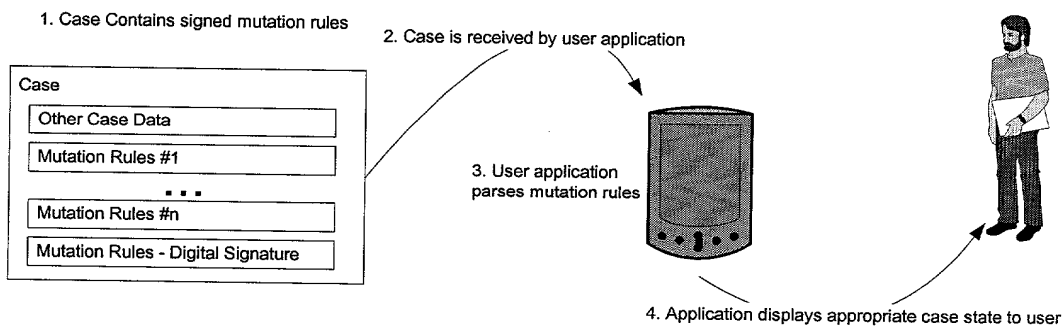 1. Case Contains signed mutation rules
2. Case is received by user application
Case
Other Case Data
Mutation Rules #1
...
Mutation Rules #n
Mutation Rules - Digital Signature
3. User application
parses mutation rules
4. Application displays appropriate case state to user